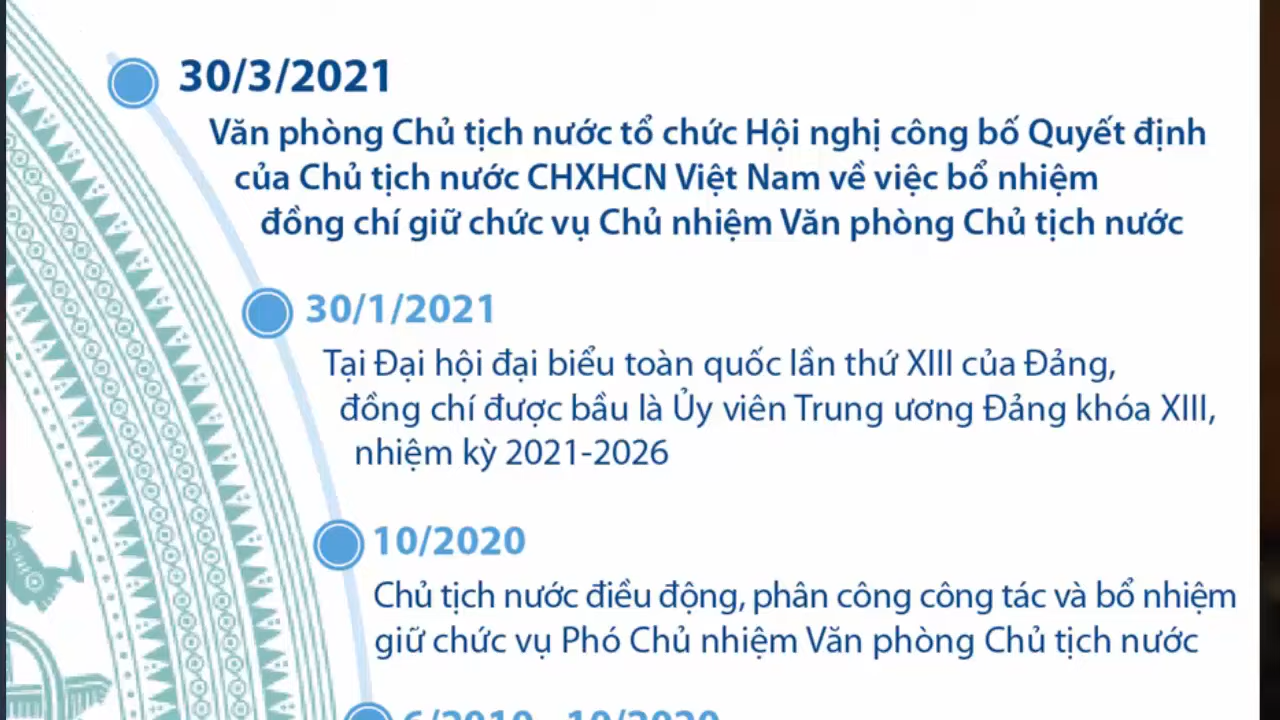 30/3/2021
Văn phòng Chủ tịch nước tổ chức Hội nghị công bố Quyết định
của Chủ tịch nước CHXHCN Việt Nam về việc bổ nhiệm
đồng chí giữ chức vụ Chủ nhiệm Văn phòng Chủ tịch nước
30/1/2021
Tại Đại hội đại biểu toàn quốc lần thứ XIII của Đảng,
đồng chí được bầu là Ủy viên Trung ương Đảng khóa XIII,
nhiệm kỳ 2021-2026
10/2020
Chủ tịch nước điều động, phân công công tác và bổ nhiệm
giữ chức vụ Phó Chủ nhiệm Văn phòng Chủ tịch nước